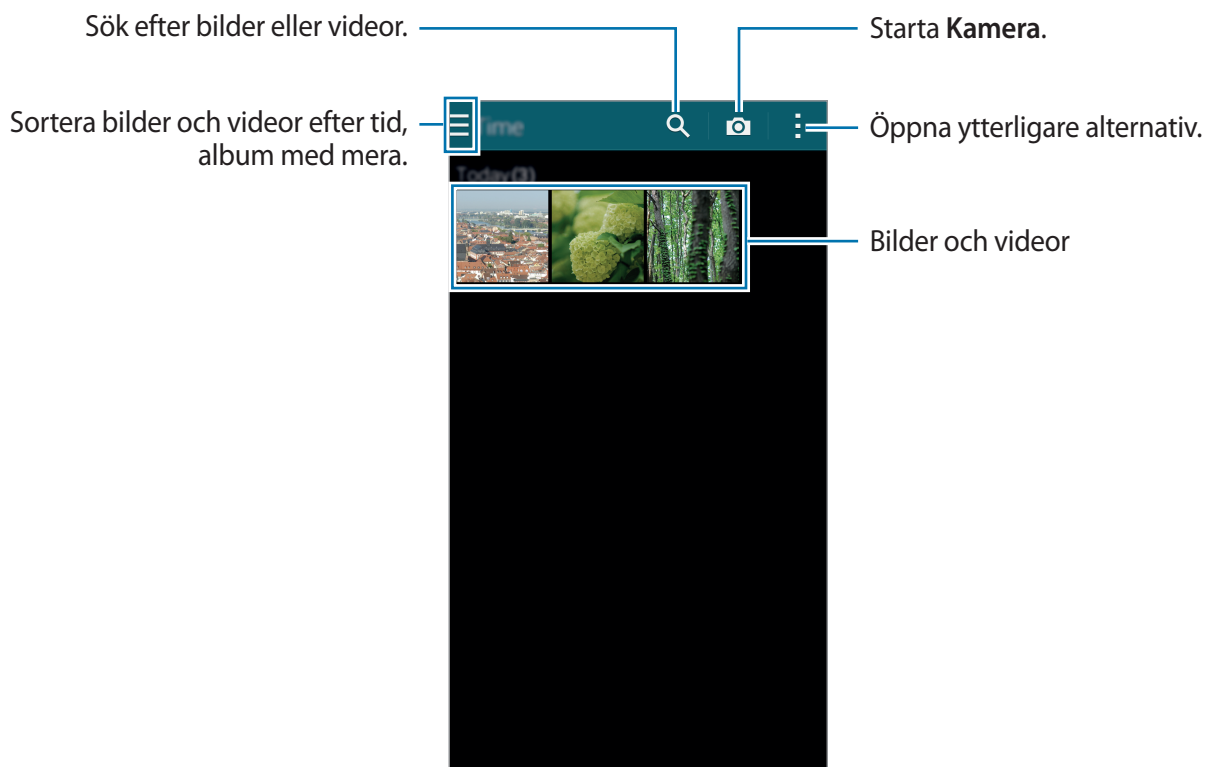 Sök efter bilder eller videor.
Starta Kamera.
Sortera bilder och videor efter tid,
album med mera.
Time
Öppna ytterligare alternativ.
Today(3)
Bilder och videor